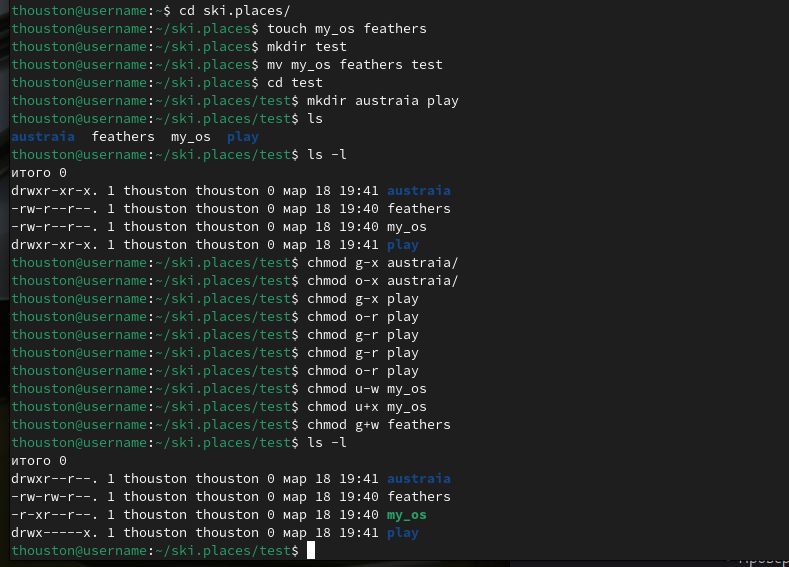 thouston@username:~$ cd ski.places/
thouston@username:~/ski.places$ touch my_os feathers
thouston@username:~/ski.places$ mkdir test
thouston@username:~/ski.places$ mv my_os feathers test
thouston@username:~/ski.places$ cd test
thouston@username:~/ski.places/test$ mkdir austraia play
thouston@username:~/ski.places/test$ ls
austraia  feathers  my_os  play
thouston@username:~/ski.places/test$ ls -l
итого 0
drwxr-xr-x. 1 thouston thouston 0 мар 18 19:41 austraia
-rw-r--r--. 1 thouston thouston 0 мар 18 19:40 feathers
-rw-r--r--. 1 thouston thouston 0 мар 18 19:40 my_os
drwxr-xr-x. 1 thouston thouston 0 мар 18 19:41 play
thouston@username:~/ski.places/test$ chmod g-x austraia/
thouston@username:~/ski.places/test$ chmod o-x austraia/
thouston@username:~/ski.places/test$ chmod g-x play
thouston@username:~/ski.places/test$ chmod o-r play
thouston@username:~/ski.places/test$ chmod g-r play
thouston@username:~/ski.places/test$ chmod g-r play
thouston@username:~/ski.places/test$ chmod o-r play
thouston@username:~/ski.places/test$ chmod u-w my_os
thouston@username:~/ski.places/test$ chmod u+x my_os
thouston@username:~/ski.places/test$ chmod g+w feathers
thouston@username:~/ski.places/test$ ls -l
итого 0
drwxr--r--. 1 thouston thouston 0 мар 18 19:41 austraia
-rw-rw-r--. 1 thouston thouston 0 мар 18 19:40 feathers
-r-xr--r--. 1 thouston thouston 0 мар 18 19:40 my_os
drwx-----x. 1 thouston thouston 0 мар 18 19:41 play
thouston@username:~/ski.places/test$